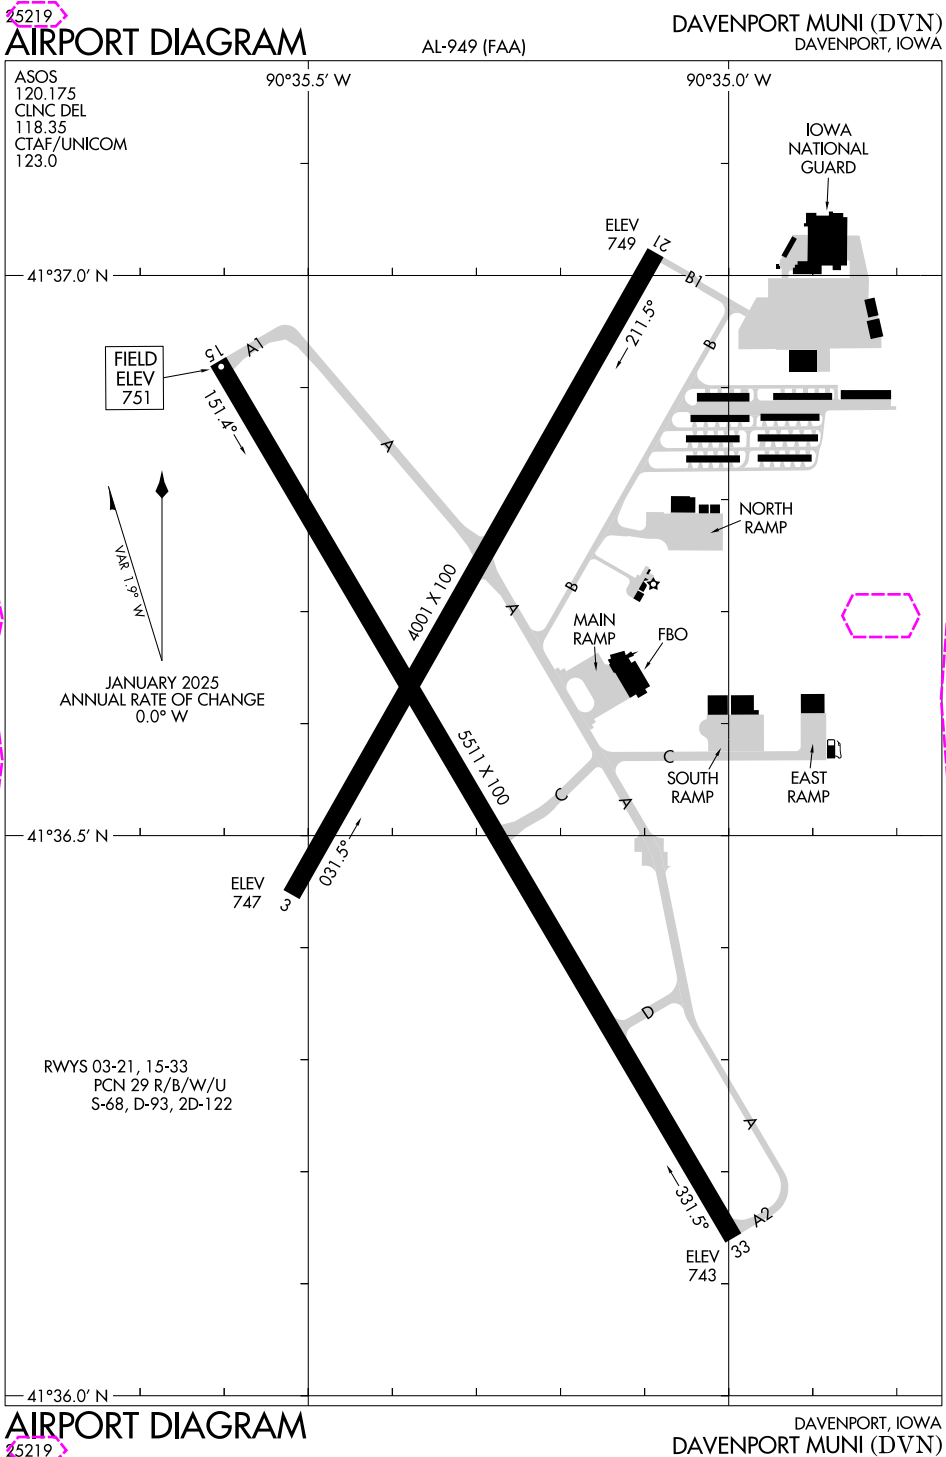 25219
AIRPORT DIAGRAM
AL-949 (FAA)
DAVENPORT MUNI (DVN)
DAVENPORT, IOWA
ASOS
120.175
CLNC DEL
118.35
CTAF/UNICOM
123.0
90°35.5' W
90°35.0' W
IOWA
NATIONAL
GUARD
ELEV
749
21
41°37.0' N
B1
211.5°
B
15
A1
FIELD
ELEV
751
151.4°
A
NORTH
RAMP
VAR 1.9° W
4001 X 100
A
B
MAIN
RAMP
FBO
JANUARY 2025
ANNUAL RATE OF CHANGE
0.0° W
5511 X 100
C
SOUTH
RAMP
EAST
RAMP
C
A
41°36.5' N
031.5°
ELEV
747
3
D
RWYS 03-21, 15-33
PCN 29 R/B/W/U
S-68, D-93, 2D-122
A
331.5°
A2
ELEV
743
33
41°36.0' N
AIRPORT DIAGRAM
25219
DAVENPORT, IOWA
DAVENPORT MUNI (DVN)